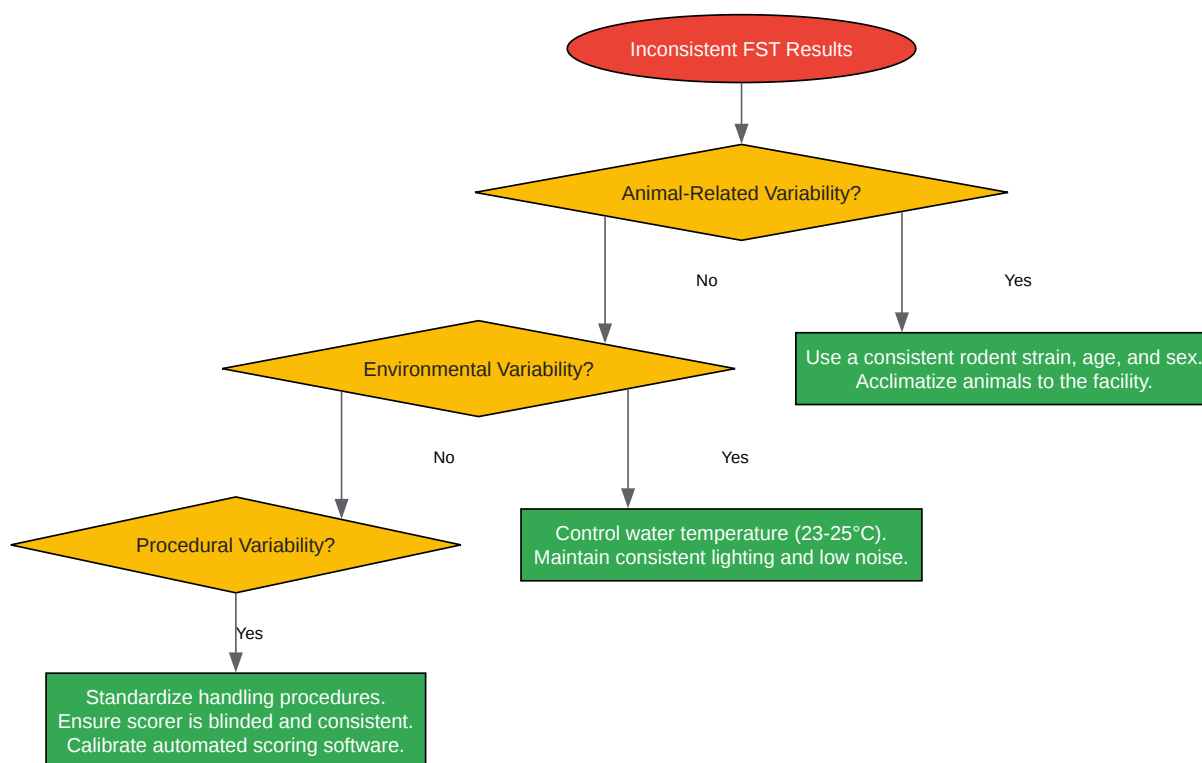 Inconsistent FST Results
Animal-Related Variability?
No
Yes
Environmental Variability?
Use a consistent rodent strain, age, and sex.
Acclimatize animals to the facility.
No
Yes
Procedural Variability?
Control water temperature (23-25°C).
Maintain consistent lighting and low noise.
Yes
Standardize handling procedures.
Ensure scorer is blinded and consistent.
Calibrate automated scoring software.